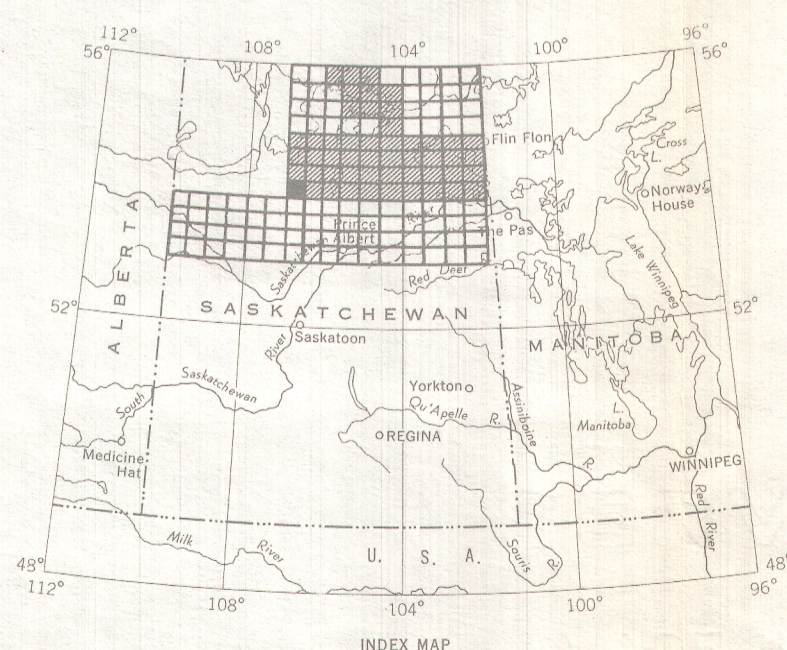 112°
56°
108°
104°
100°
96°
56°
Flin Flon
Cross
L.
Norway
House
ALBERTA
Prince
Albert
River
The Pas
Saskatchewan
Red Deer
Lake Winnipeg
52°
SASKATCHEWAN
52°
MANITOBA
River
Saskatoon
Saskatchewan
South
Yorkton
Qu'Apelle
R.
Assiniboine
L.
Manitoba
REGINA
Medicine
Hat
R.
WINNIPEG
Red
River
Milk
River
U. S. A.
Souris
R.
48°
112°
108°
104°
100°
48°
96°
INDEX MAP